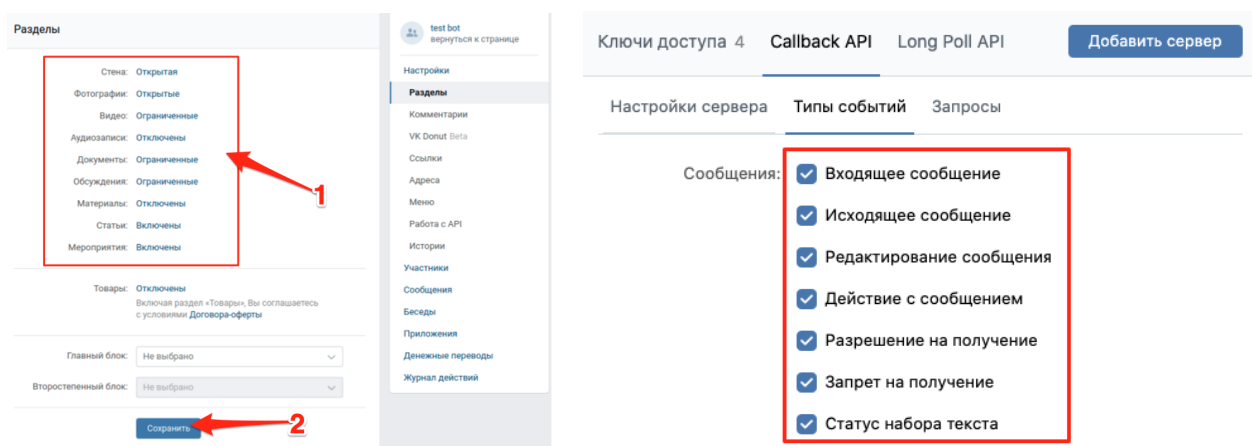 Разделы
Стена: Открытая
Фотографии: Открытые
Видео: Ограниченные
Аудиозаписи: Отключены
Документы: Ограниченные
Обсуждения: Ограниченные
Материалы: Отключены
Статьи: Включены
Мероприятия: Включены
1
Товары: Отключены
Включая раздел «Товары», Вы соглашаетесь
с условиями Договора-оферты
Главный блок: Не выбрано
Второстепенный блок: Не выбрано
Сохранить
2
test bot
вернуться к странице
Настройки
Разделы
Комментарии
VK Donut Beta
Ссылки
Адреса
Меню
Работа с API
Истории
Участники
Сообщения
Беседы
Приложения
Денежные переводы
Журнал действий
Ключи доступа 4 Callback API Long Poll API Добавить сервер
Настройки сервера Типы событий Запросы
Сообщения: Входящее сообщение
Исходящее сообщение
Редактирование сообщения
Действие с сообщением
Разрешение на получение
Запрет на получение
Статус набора текста